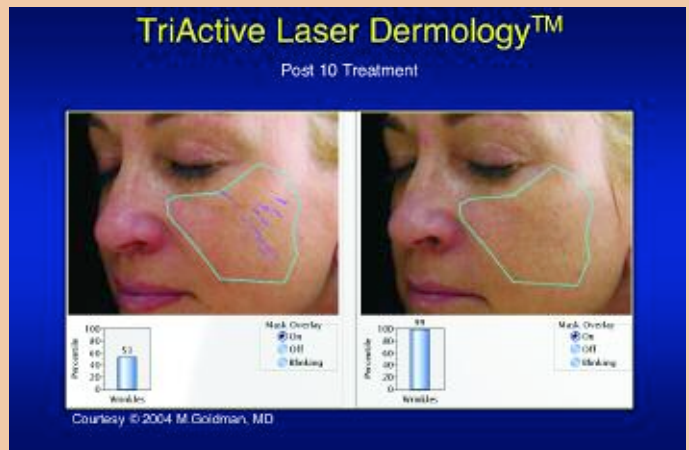 TriActive Laser Dermology™
Post 10 Treatment
100
80
60
40
20
0
Percentile
53
Wrinkles
Mask Overlay
On
Off
Blinking
100
80
60
40
20
0
Percentile
99
Wrinkles
Mask Overlay
On
Off
Blinking
Courtesy © 2004 M.Goldman, MD